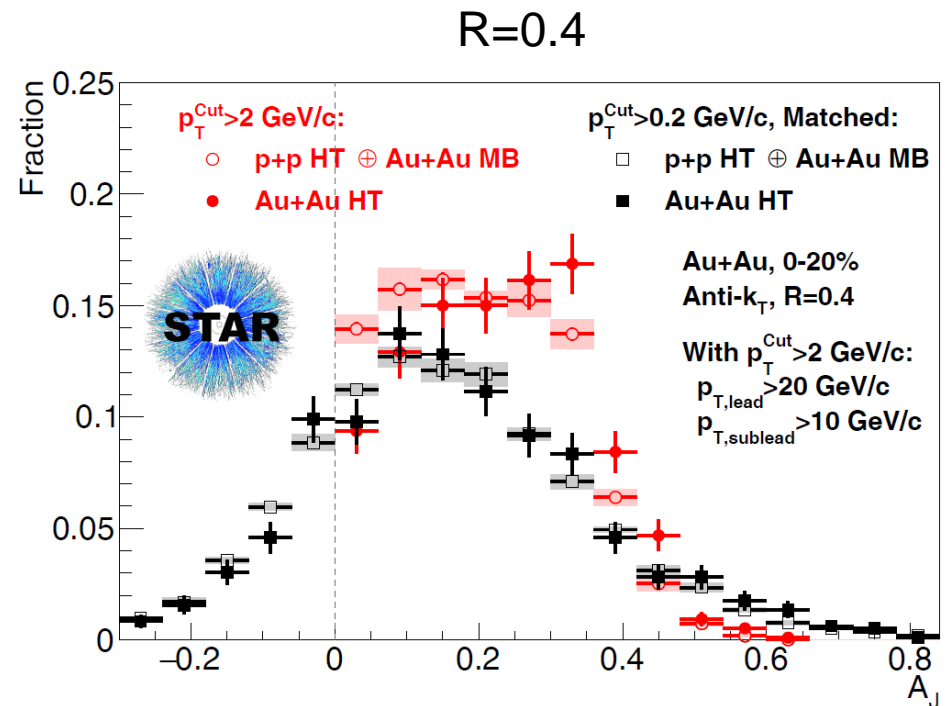 R=0.4
Fraction
0.25
0.2
0.15
0.1
0.05
0
p_T^Cut>2 GeV/c:
p+p HT ⊕ Au+Au MB
Au+Au HT
p_T^Cut>0.2 GeV/c, Matched:
p+p HT ⊕ Au+Au MB
Au+Au HT
STAR
Au+Au, 0-20%
Anti-k_T, R=0.4
With p_T^Cut>2 GeV/c:
p_T,lead>20 GeV/c
p_T,sublead>10 GeV/c
−0.2 0 0.2 0.4 0.6 0.8
A_J